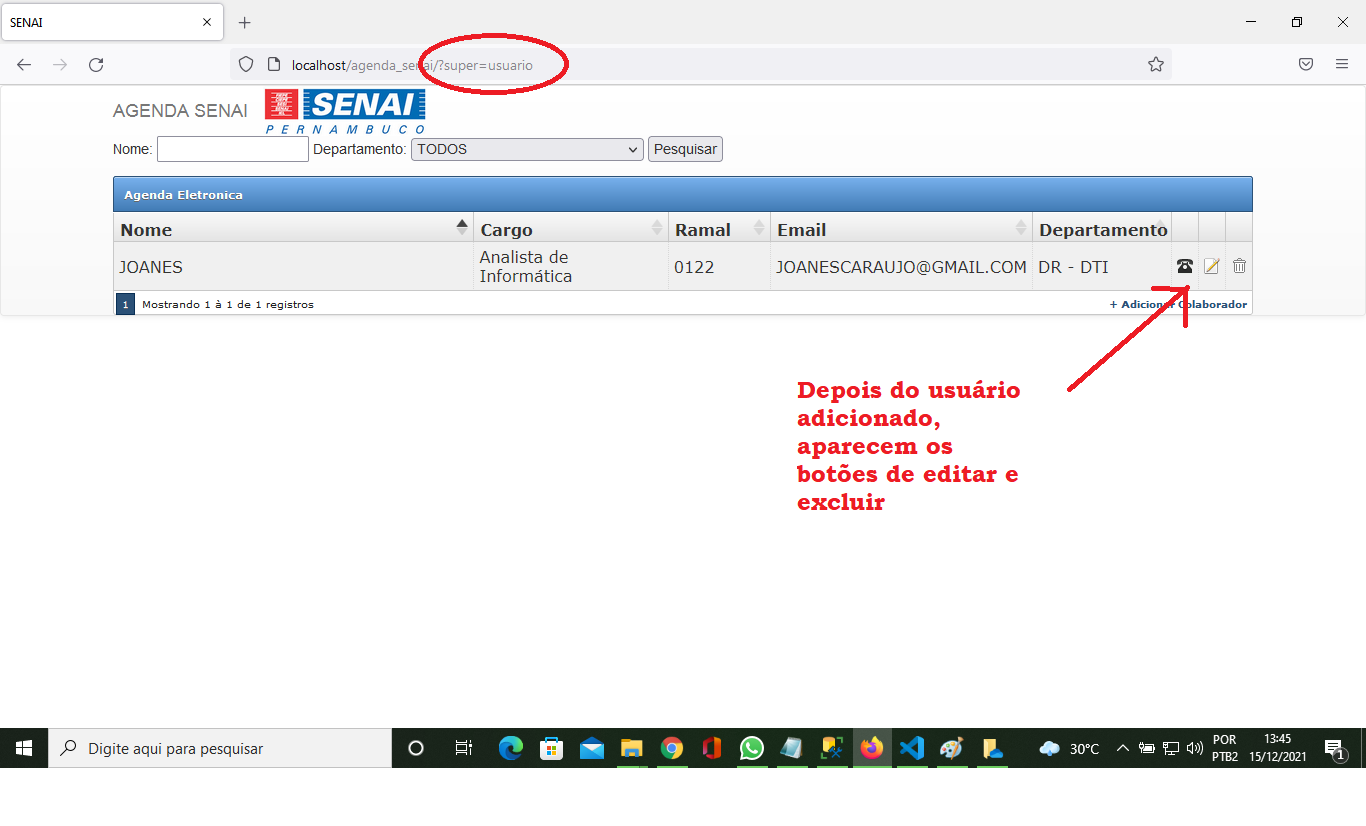 SENAI
localhost/agenda_senai/?super=usuario
AGENDA SENAI SENAI
PERNAMBUCO
Nome: Departamento: TODOS Pesquisar
Agenda Eletronica
Nome Cargo Ramal Email Departamento
JOANES Analista de Informática 0122 JOANESCARAUJO@GMAIL.COM DR - DTI
1 Mostrando 1 à 1 de 1 registros + Adicionar Colaborador
Depois do usuário
adicionado,
aparecem os
botões de editar e
excluir
Digite aqui para pesquisar 30°C POR 13:45
PTB2 15/12/2021 1